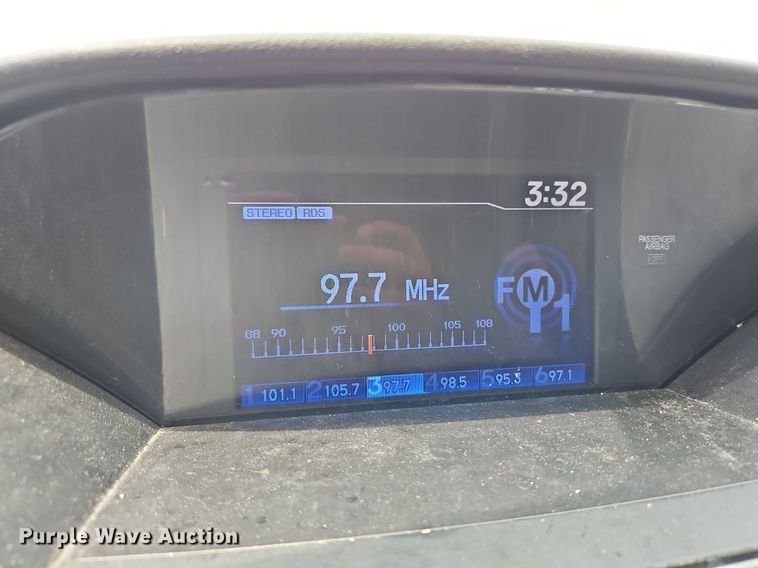 3:32
STEREO RDS
PASSENGER
AIRBAG
OFF
97.7 MHz
FM1
88 90 95 100 105 108
1 101.1 2 105.7 3 97.7 4 98.5 5 95.3 6 97.1
Purple Wave Auction